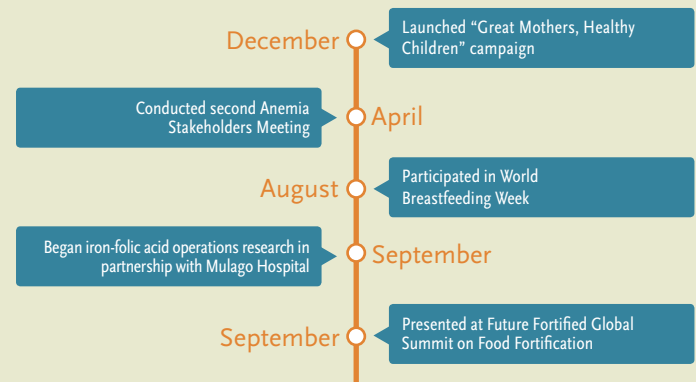 December
Launched “Great Mothers, Healthy
Children” campaign
Conducted second Anemia
Stakeholders Meeting
April
August
Participated in World
Breastfeeding Week
Began iron-folic acid operations research in
partnership with Mulago Hospital
September
September
Presented at Future Fortified Global
Summit on Food Fortification